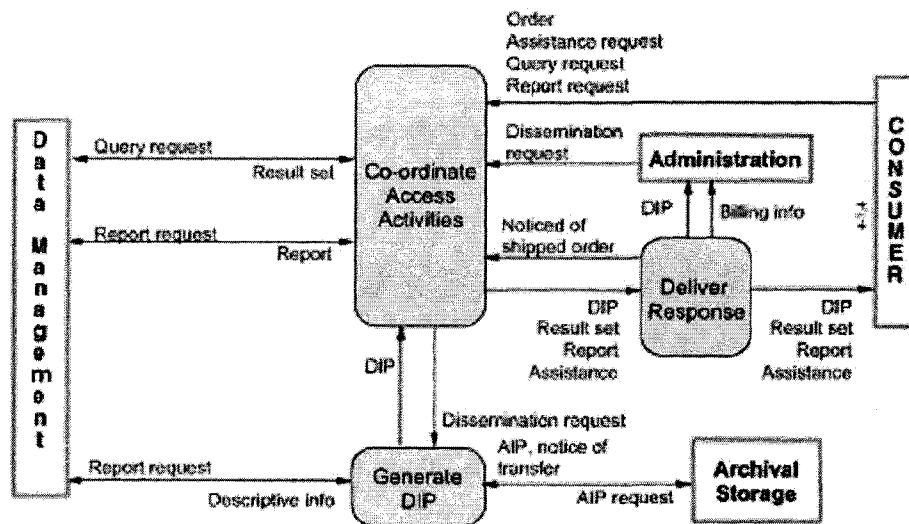 Order
Assistance request
Query request
Report request
CONSUMER
Data Management
Query request
Result set
Co-ordinate
Access
Activities
Dissemination
request
Administration
DIP
Billing info
Report request
Report
Noticed of
shipped order
Deliver
Response
DIP
Result set
Report
Assistance
DIP
Result set
Report
Assistance
DIP
Dissemination request
Report request
Descriptive info
Generate
DIP
AIP, notice of
transfer
AIP request
Archival
Storage